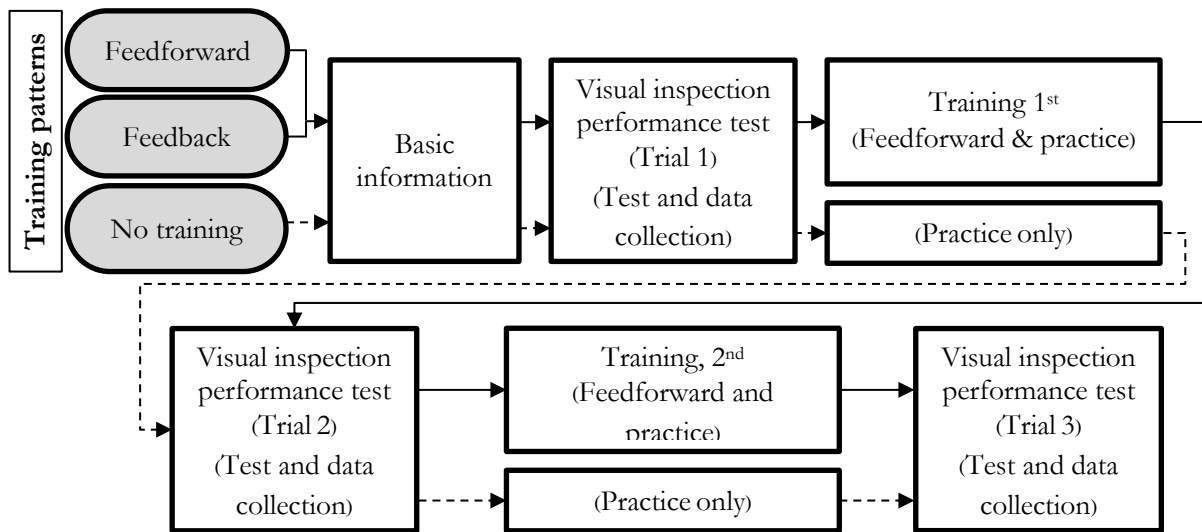 Training patterns
Feedforward
Feedback
No training
Basic
information
Visual inspection
performance test
(Trial 1)
(Test and data
collection)
Training 1st
(Feedforward & practice)
(Practice only)
Visual inspection
performance test
(Trial 2)
(Test and data
collection)
Training, 2nd
(Feedforward and
practice)
(Practice only)
Visual inspection
performance test
(Trial 3)
(Test and data
collection)